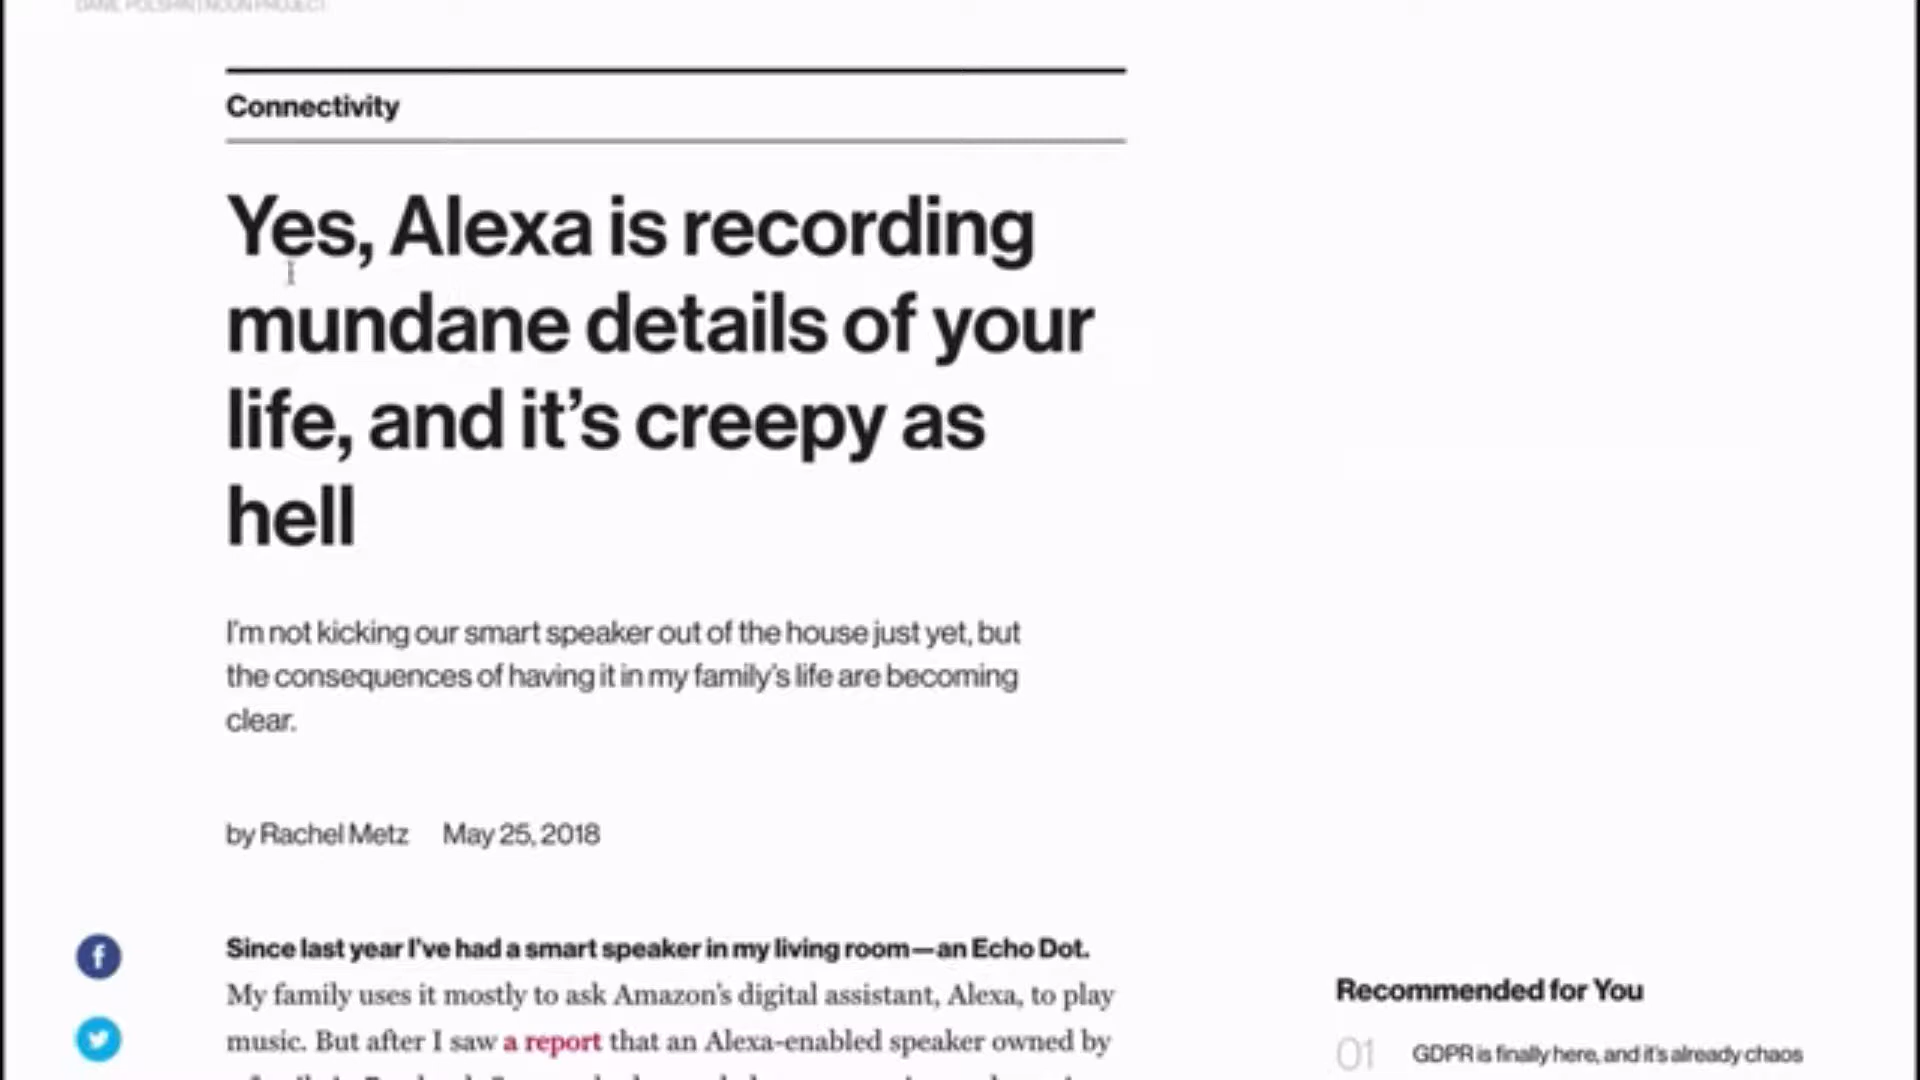 Connectivity
Yes, Alexa is recording
mundane details of your
life, and it's creepy as
hell
I'm not kicking our smart speaker out of the house just yet, but
the consequences of having it in my family's life are becoming
clear.
by Rachel Metz May 25, 2018
Since last year I've had a smart speaker in my living room—an Echo Dot.
My family uses it mostly to ask Amazon's digital assistant, Alexa, to play
music. But after I saw a report that an Alexa-enabled speaker owned by
Recommended for You
01 GDPR is finally here, and it's already chaos